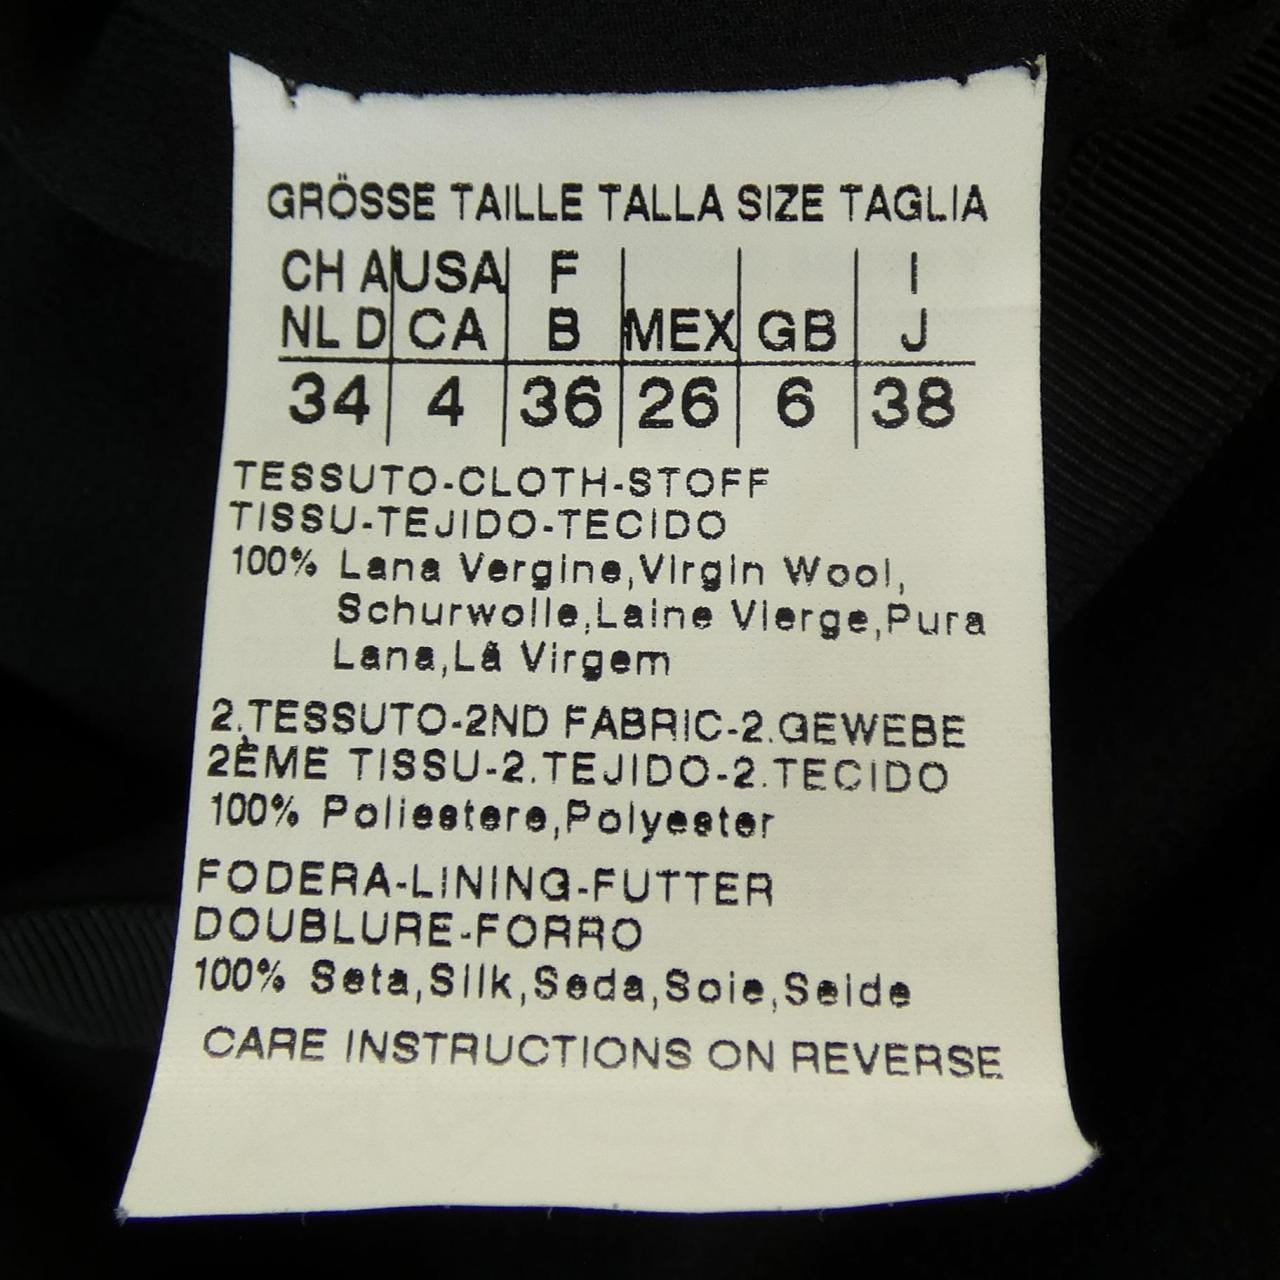 GRÖSSE TAILLE TALLA SIZE TAGLIA
CH A USA F I
NL D CA B MEX GB J
34 4 36 26 6 38
TESSUTO-CLOTH-STOFF
TISSU-TEJIDO-TECIDO
100% Lana Vergine,Virgin Wool,
Schurwolle,Laine Vierge,Pura
Lana,Lã Virgem
2.TESSUTO-2ND FABRIC-2.GEWEBE
2ÈME TISSU-2.TEJIDO-2.TECIDO
100% Poliestere,Polyester
FODERA-LINING-FUTTER
DOUBLURE-FORRO
100% Seta,Silk,Seda,Soie,Seide
CARE INSTRUCTIONS ON REVERSE